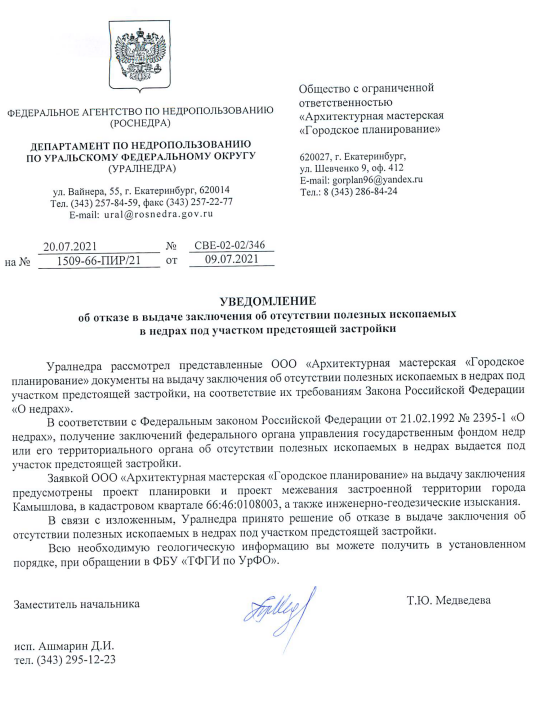 ФЕДЕРАЛЬНОЕ АГЕНТСТВО ПО НЕДРОПОЛЬЗОВАНИЮ
(РОСНЕДРА)
ДЕПАРТАМЕНТ ПО НЕДРОПОЛЬЗОВАНИЮ
ПО УРАЛЬСКОМУ ФЕДЕРАЛЬНОМУ ОКРУГУ
(УРАЛНЕДРА)
ул. Вайнера, 55, г. Екатеринбург, 620014
Тел. (343) 257-84-59, факс (343) 257-22-77
E-mail: ural@rosnedra.gov.ru
20.07.2021 № СВЕ-02-02/346
на № 1509-66-ПИР/21 от 09.07.2021
Общество с ограниченной
ответственностью
«Архитектурная мастерская
«Городское планирование»
620027, г. Екатеринбург,
ул. Шевченко 9, оф. 412
E-mail: gorplan96@yandex.ru
Тел.: 8 (343) 286-84-24
УВЕДОМЛЕНИЕ
об отказе в выдаче заключения об отсутствии полезных ископаемых
в недрах под участком предстоящей застройки
Уралнедра рассмотрел представленные ООО «Архитектурная мастерская «Городское
планирование» документы на выдачу заключения об отсутствии полезных ископаемых в недрах под
участком предстоящей застройки, на соответствие их требованиям Закона Российской Федерации
«О недрах».
В соответствии с Федеральным законом Российской Федерации от 21.02.1992 № 2395-1 «О
недрах», получение заключений федерального органа управления государственным фондом недр
или его территориального органа об отсутствии полезных ископаемых в недрах выдается под
участок предстоящей застройки.
Заявкой ООО «Архитектурная мастерская «Городское планирование» на выдачу заключения
предусмотрены проект планировки и проект межевания застроенной территории города
Камышлова, в кадастровом квартале 66:46:0108003, а также инженерно-геодезические изыскания.
В связи с изложенным, Уралнедра принято решение об отказе в выдаче заключения об
отсутствии полезных ископаемых в недрах под участком предстоящей застройки.
Всю необходимую геологическую информацию вы можете получить в установленном
порядке, при обращении в ФБУ «ТФГИ по УрФО».
Заместитель начальника
Т.Ю. Медведева
исп. Ашмарин Д.И.
тел. (343) 295-12-23